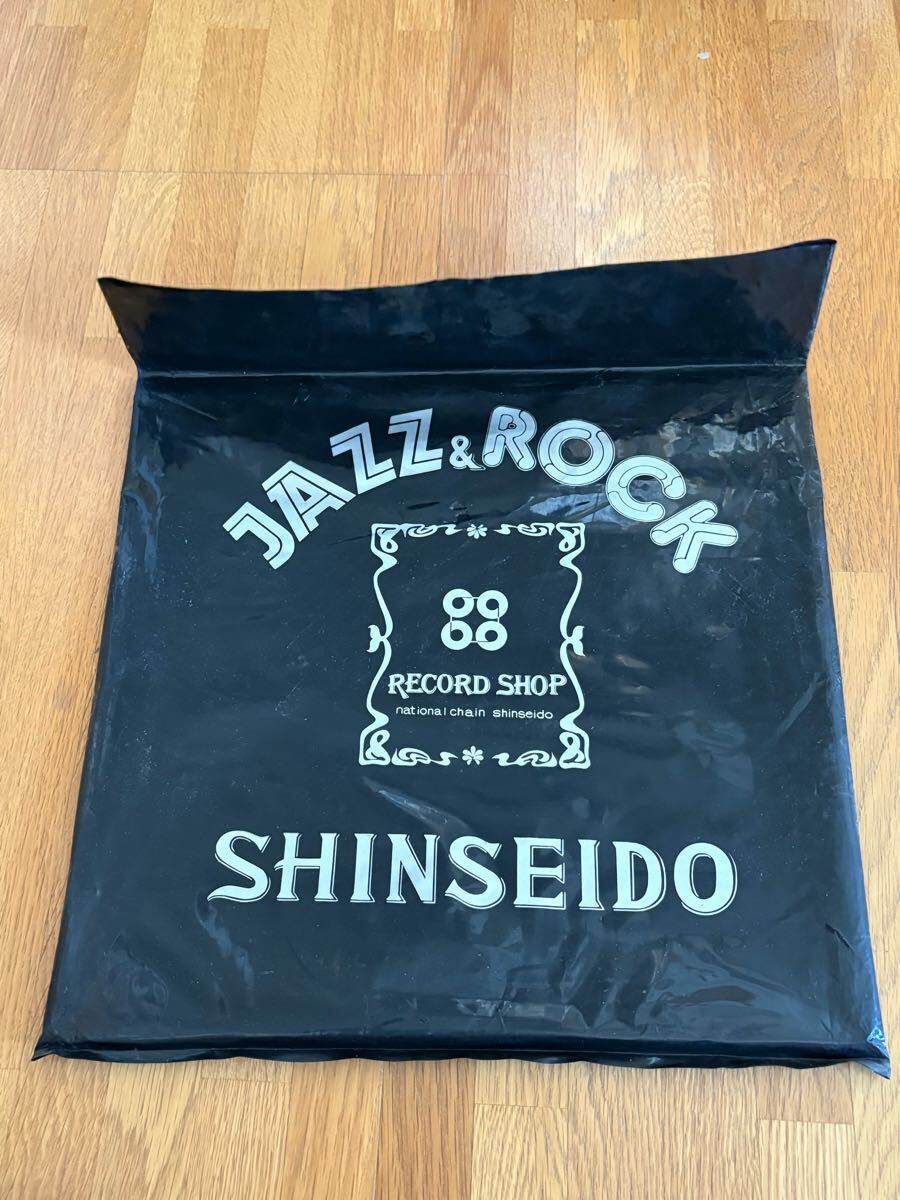 JAZZ & ROCK
RECORD SHOP
national chain shinseido
SHINSEIDO